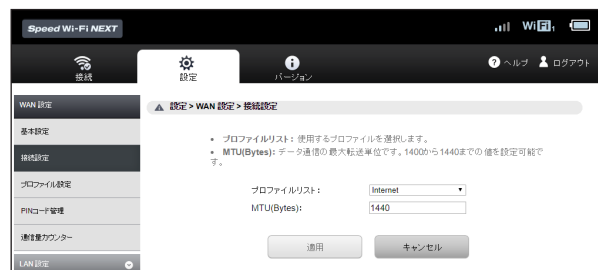 Speed Wi-Fi NEXT
WiFi 1
接続
設定
バージョン
ヘルプ
ログアウト
WAN 設定
基本設定
接続設定
プロファイル設定
PINコード管理
通信量カウンター
LAN 設定
設定 > WAN 設定 > 接続設定
プロファイルリスト: 使用するプロファイルを選択します。
MTU(Bytes): データ通信の最大転送単位です。1400から1440までの値を設定可能で
す。
プロファイルリスト: Internet
MTU(Bytes): 1440
適用 キャンセル